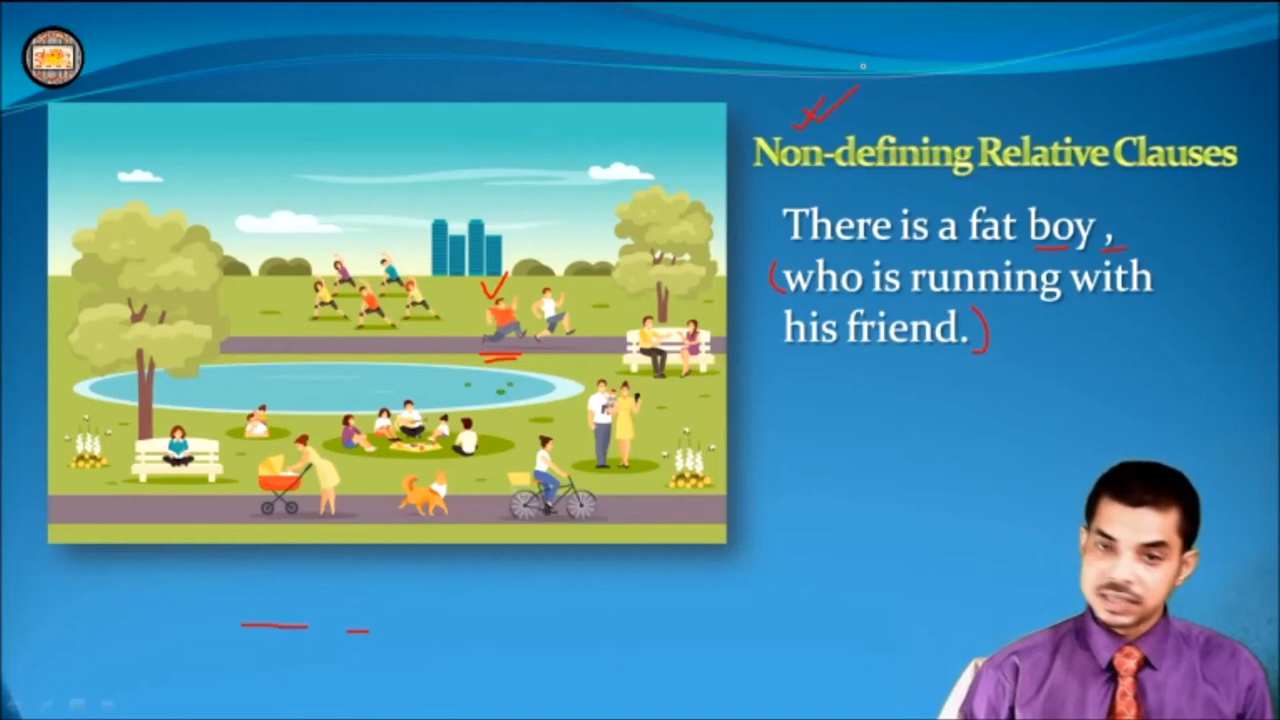 Non-defining Relative Clauses
There is a fat boy ,
who is running with
his friend.